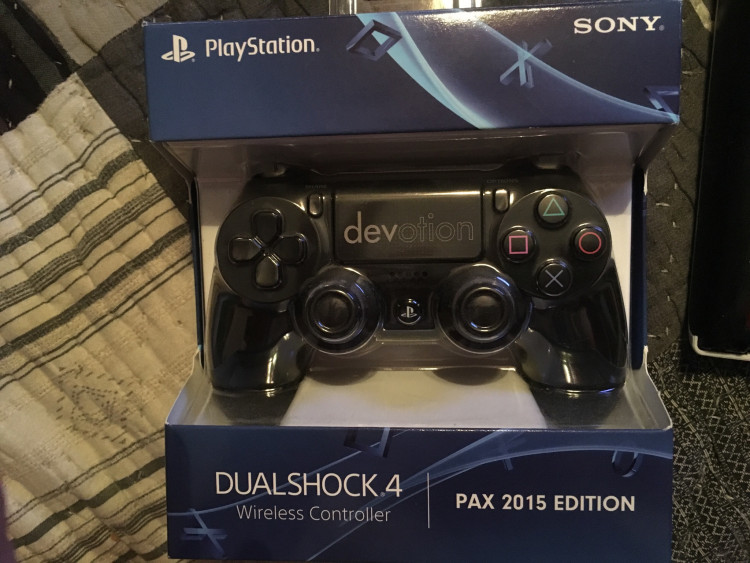 PlayStation®
SONY®
devotion
DUALSHOCK®4
Wireless Controller
PAX 2015 EDITION